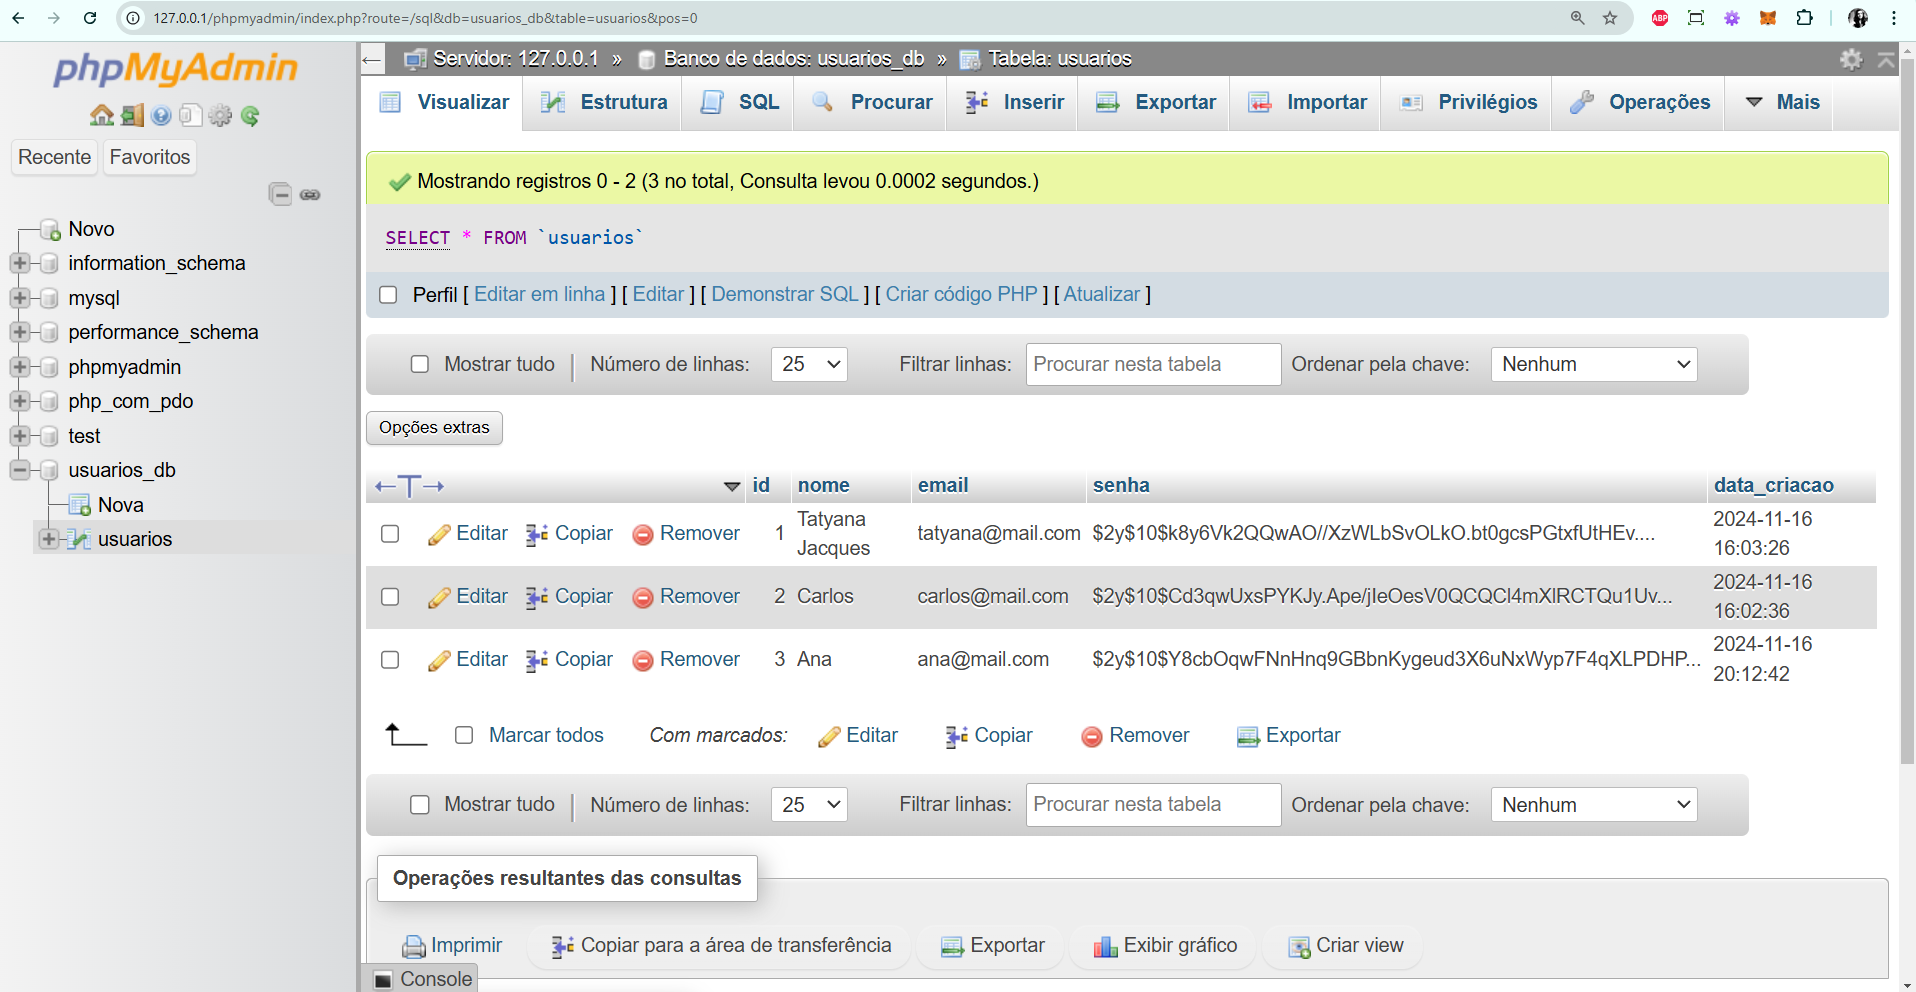 127.0.0.1/phpmyadmin/index.php?route=/sql&db=usuarios_db&table=usuarios&pos=0
ABP
phpMyAdmin
Recente Favoritos
Novo
information_schema
mysql
performance_schema
phpmyadmin
php_com_pdo
test
usuarios_db
Nova
usuarios
Servidor: 127.0.0.1 » Banco de dados: usuarios_db » Tabela: usuarios
Visualizar Estrutura SQL Procurar Inserir Exportar Importar Privilégios Operações Mais
Mostrando registros 0 - 2 (3 no total, Consulta levou 0.0002 segundos.)
SELECT * FROM `usuarios`
Perfil [ Editar em linha ] [ Editar ] [ Demonstrar SQL ] [ Criar código PHP ] [ Atualizar ]
Mostrar tudo Número de linhas: 25 Filtrar linhas: Procurar nesta tabela Ordenar pela chave: Nenhum
Opções extras
id nome email senha data_criacao
Editar Copiar Remover 1 Tatyana Jacques tatyana@mail.com $2y$10$k8y6Vk2QQwAO//XzWLbSvOLkO.bt0gcsPGtxfUtHEv.... 2024-11-16 16:03:26
Editar Copiar Remover 2 Carlos carlos@mail.com $2y$10$Cd3qwUxsPYKJy.Ape/jIeOesV0QCQCl4mXlRCTQu1Uv... 2024-11-16 16:02:36
Editar Copiar Remover 3 Ana ana@mail.com $2y$10$Y8cbOqwFNnHnq9GBbnKygeud3X6uNxWyp7F4qXLPDHP... 2024-11-16 20:12:42
Marcar todos Com marcados: Editar Copiar Remover Exportar
Mostrar tudo Número de linhas: 25 Filtrar linhas: Procurar nesta tabela Ordenar pela chave: Nenhum
Operações resultantes das consultas
Imprimir Copiar para a área de transferência Exportar Exibir gráfico Criar view
Console